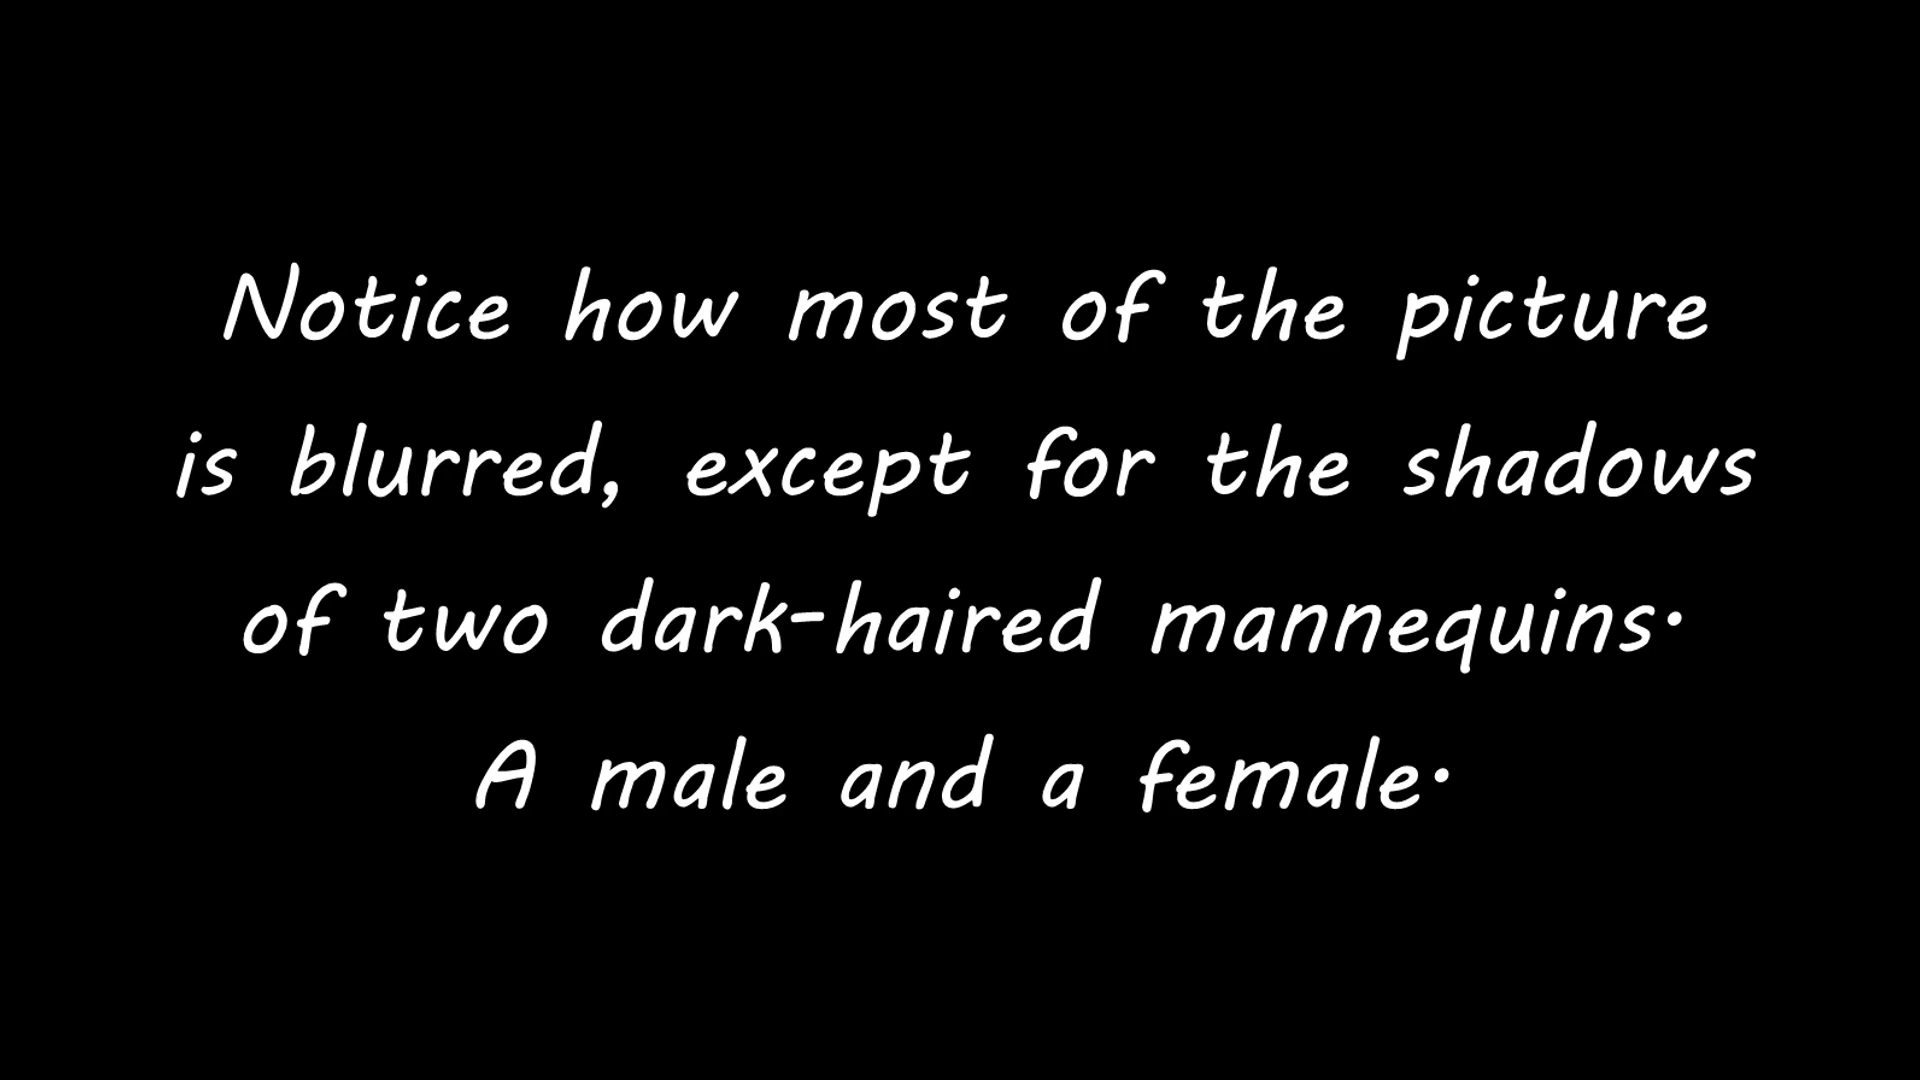 Notice how most of the picture
is blurred, except for the shadows
of two dark-haired mannequins.
A male and a female.